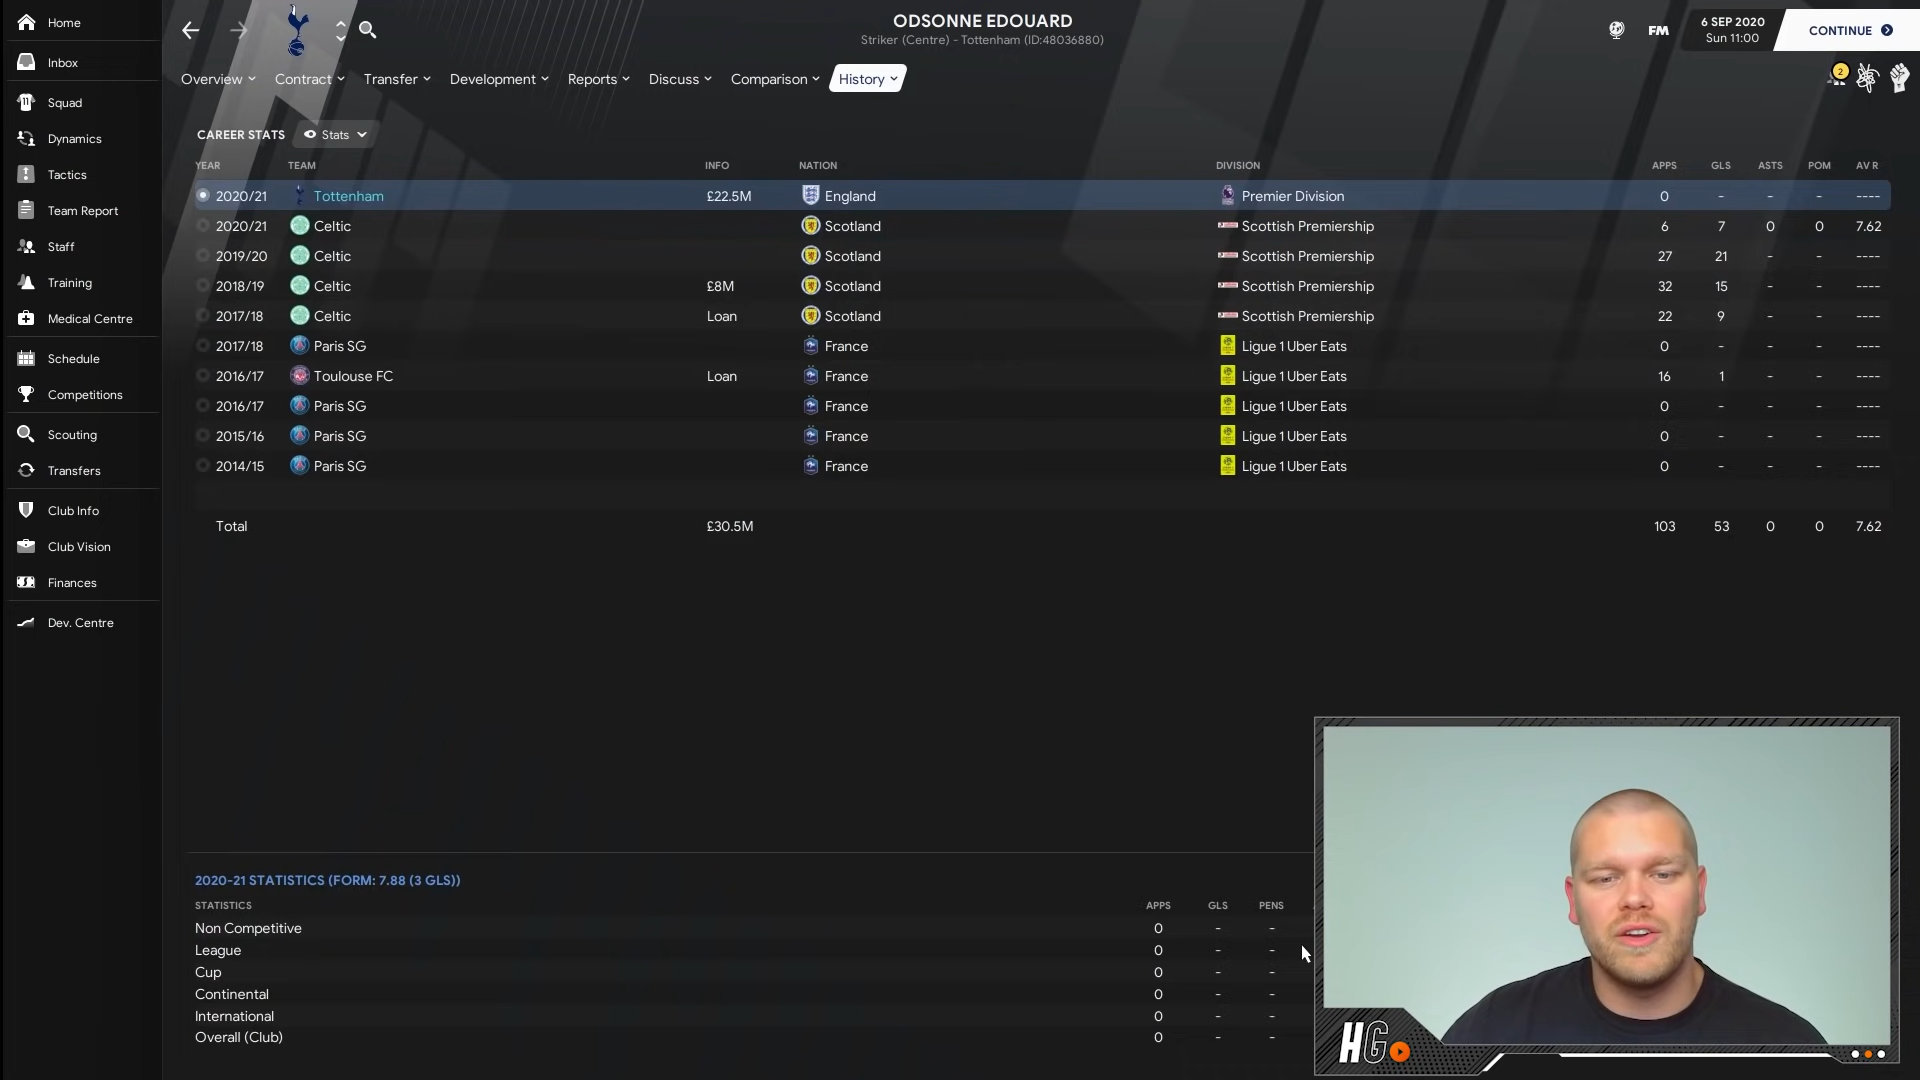 Home
Inbox
Squad
Dynamics
Tactics
Team Report
Staff
Training
Medical Centre
Schedule
Competitions
Scouting
Transfers
Club Info
Club Vision
Finances
Dev. Centre
ODSONNE EDOUARD
Striker (Centre) - Tottenham (ID:48036880)
FM
6 SEP 2020
Sun 11:00
CONTINUE
Overview Contract Transfer Development Reports Discuss Comparison History
2
CAREER STATS Stats
YEAR TEAM INFO NATION DIVISION APPS GLS ASTS POM AV R
2020/21 Tottenham £22.5M England Premier Division 0 - - - ----
2020/21 Celtic Scotland Scottish Premiership 6 7 0 0 7.62
2019/20 Celtic Scotland Scottish Premiership 27 21 - - ----
2018/19 Celtic £8M Scotland Scottish Premiership 32 15 - - ----
2017/18 Celtic Loan Scotland Scottish Premiership 22 9 - - ----
2017/18 Paris SG France Ligue 1 Uber Eats 0 - - - ----
2016/17 Toulouse FC Loan France Ligue 1 Uber Eats 16 1 - - ----
2016/17 Paris SG France Ligue 1 Uber Eats 0 - - - ----
2015/16 Paris SG France Ligue 1 Uber Eats 0 - - - ----
2014/15 Paris SG France Ligue 1 Uber Eats 0 - - - ----
Total £30.5M 103 53 0 0 7.62
2020-21 STATISTICS (FORM: 7.88 (3 GLS))
STATISTICS APPS GLS PENS
Non Competitive 0 - -
League 0 - -
Cup 0 - -
Continental 0 - -
International 0 - -
Overall (Club) 0 - -
HG